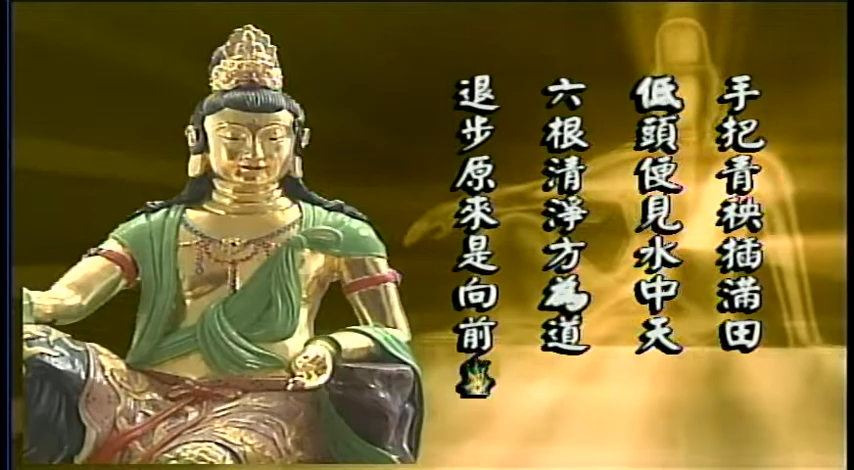 手把青秧插滿田
低頭便見水中天
六根清淨方為道
退步原來是向前